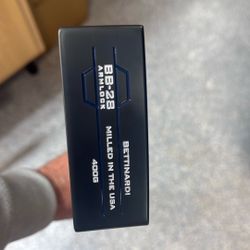 BB-28
ARMLOCK
BETTINARDI
MILLED IN THE USA
400G